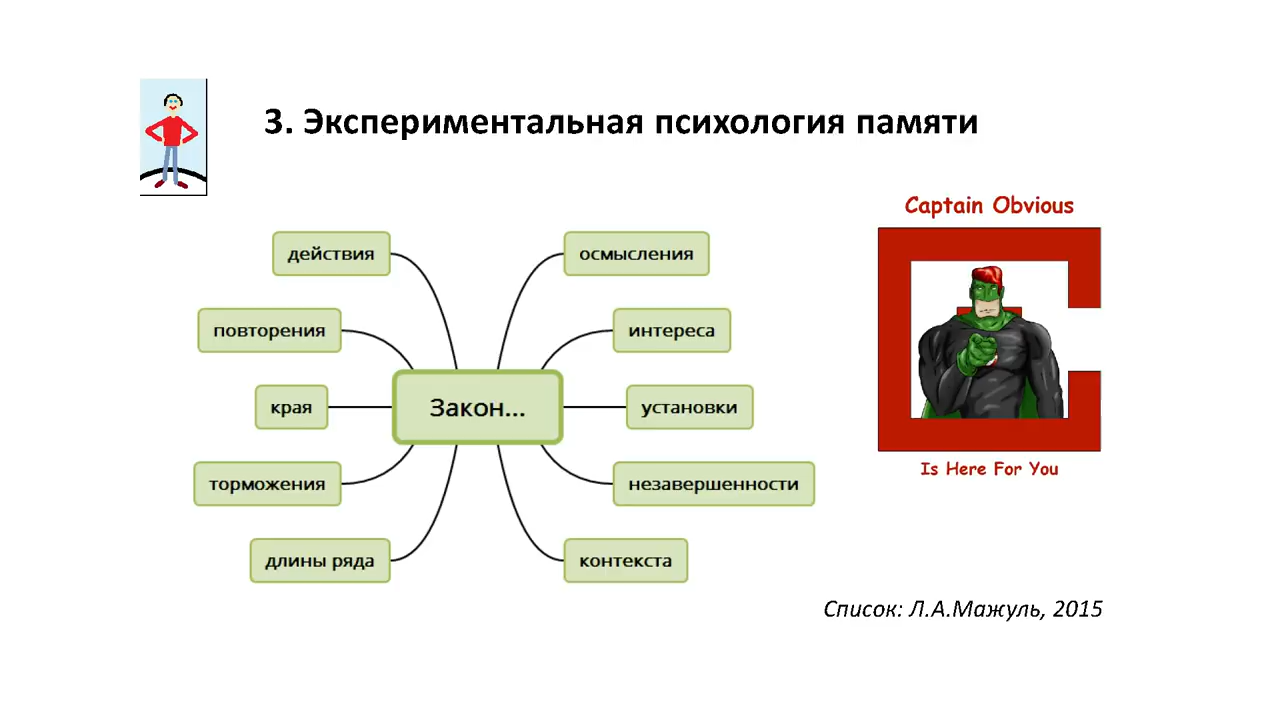 3. Экспериментальная психология памяти
Captain Obvious
действия
осмысления
повторения
интереса
края
Закон...
установки
Is Here For You
торможения
незавершенности
длины ряда
контекста
Список: Л.А.Мажуль, 2015